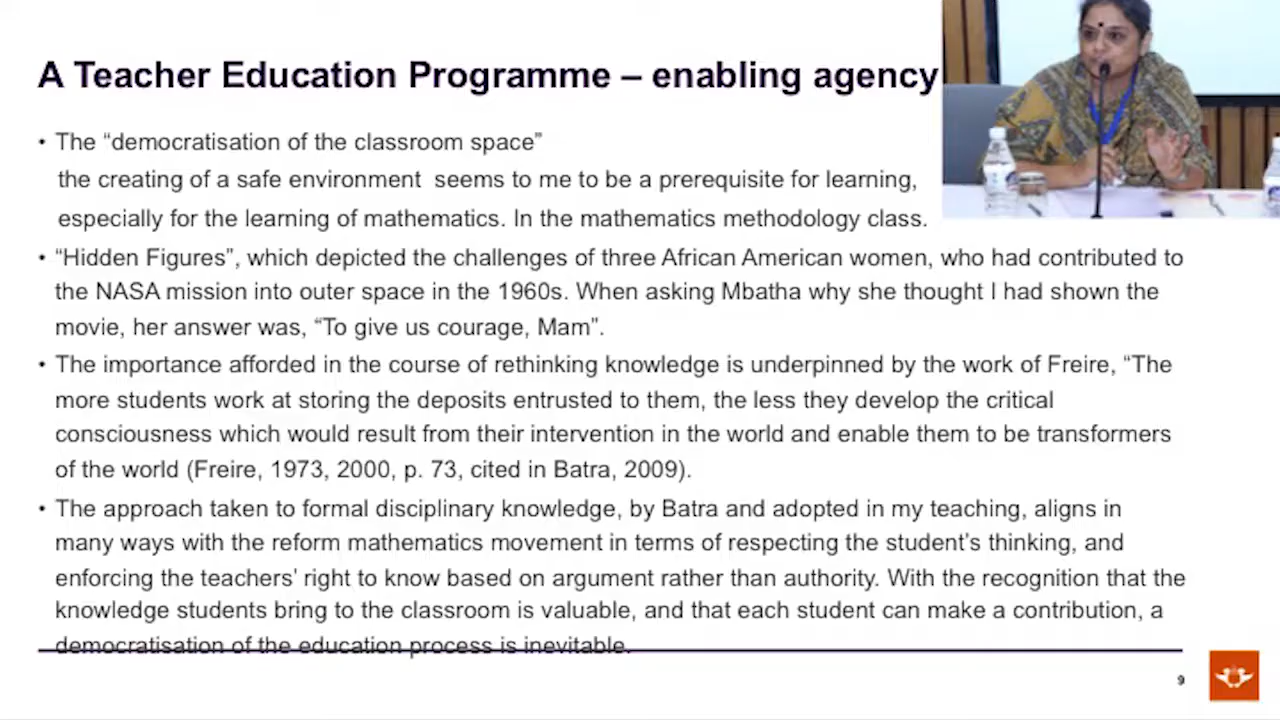 A Teacher Education Programme – enabling agency
• The “democratisation of the classroom space”
the creating of a safe environment  seems to me to be a prerequisite for learning,
especially for the learning of mathematics. In the mathematics methodology class.
• “Hidden Figures”, which depicted the challenges of three African American women, who had contributed to
the NASA mission into outer space in the 1960s. When asking Mbatha why she thought I had shown the
movie, her answer was, “To give us courage, Mam”.
• The importance afforded in the course of rethinking knowledge is underpinned by the work of Freire, “The
more students work at storing the deposits entrusted to them, the less they develop the critical
consciousness which would result from their intervention in the world and enable them to be transformers
of the world (Freire, 1973, 2000, p. 73, cited in Batra, 2009).
• The approach taken to formal disciplinary knowledge, by Batra and adopted in my teaching, aligns in
many ways with the reform mathematics movement in terms of respecting the student’s thinking, and
enforcing the teachers’ right to know based on argument rather than authority. With the recognition that the
knowledge students bring to the classroom is valuable, and that each student can make a contribution, a
democratisation of the education process is inevitable.
9